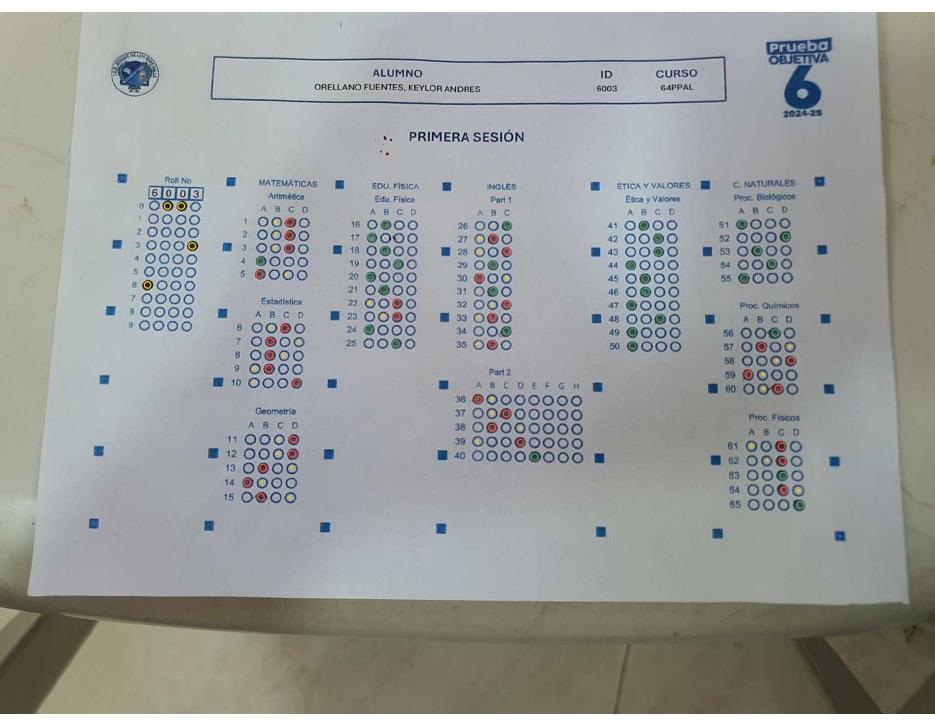 Prueba
OBJETIVA
6
2024-25
ALUMNO ID CURSO
ORELLANO FUENTES, KEYLOR ANDRES 6003 64PPAL
PRIMERA SESIÓN
Roll No
6 0 0 3
0
1
2
3
4
5
6
7
8
9
MATEMÁTICAS
Aritmética
A B C D
1
2
3
4
5
Estadística
A B C D
6
7
8
9
10
Geometría
A B C D
11
12
13
14
15
EDU. FÍSICA
Edu. Física
A B C D
16
17
18
19
20
21
22
23
24
25
INGLÉS
Part 1
A B C
26
27
28
29
30
31
32
33
34
35
Part 2
A B C D E F G H
36
37
38
39
40
ÉTICA Y VALORES
Ética y Valores
A B C D
41
42
43
44
45
46
47
48
49
50
C. NATURALES
Proc. Biológicos
A B C D
51
52
53
54
55
Proc. Químicos
A B C D
56
57
58
59
60
Proc. Físicos
A B C D
61
62
63
64
65